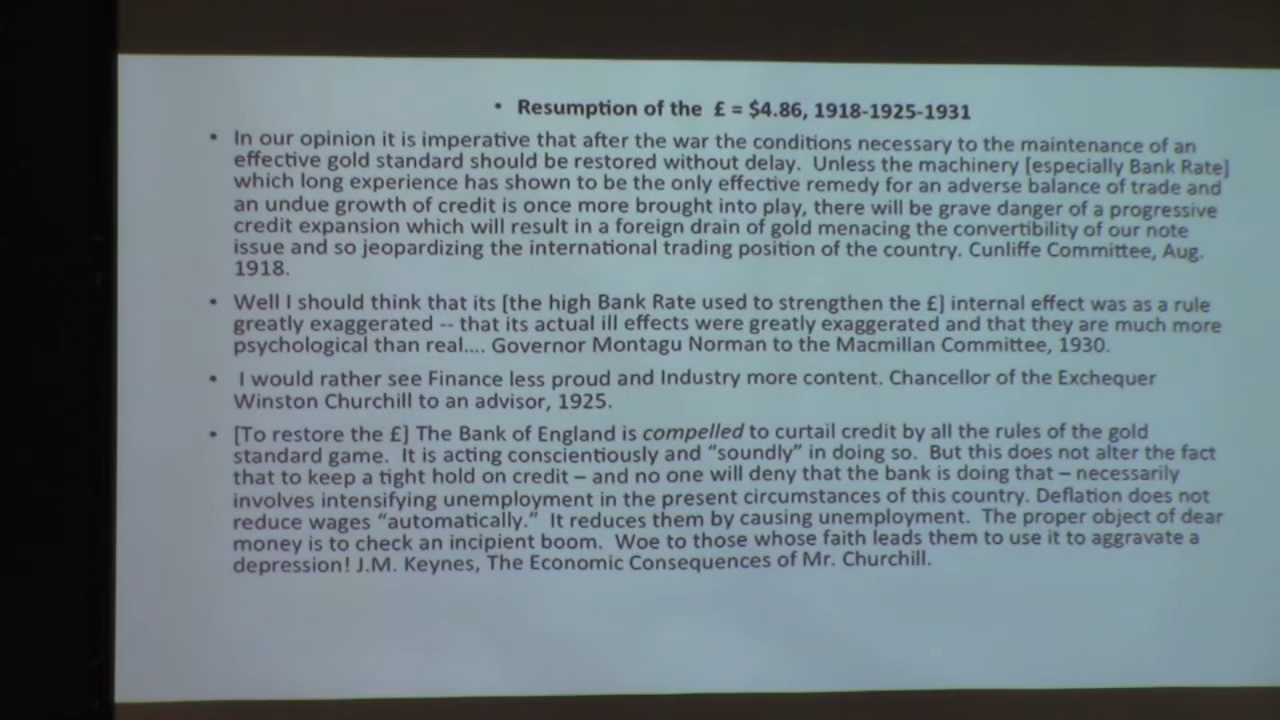 • Resumption of the £ = $4.86, 1918-1925-1931
• In our opinion it is imperative that after the war the conditions necessary to the maintenance of an
effective gold standard should be restored without delay. Unless the machinery [especially Bank Rate]
which long experience has shown to be the only effective remedy for an adverse balance of trade and
an undue growth of credit is once more brought into play, there will be grave danger of a progressive
credit expansion which will result in a foreign drain of gold menacing the convertibility of our note
issue and so jeopardizing the international trading position of the country. Cunliffe Committee, Aug.
1918.
• Well I should think that its [the high Bank Rate used to strengthen the £] internal effect was as a rule
greatly exaggerated -- that its actual ill effects were greatly exaggerated and that they are much more
psychological than real.... Governor Montagu Norman to the Macmillan Committee, 1930.
• I would rather see Finance less proud and Industry more content. Chancellor of the Exchequer
Winston Churchill to an advisor, 1925.
• [To restore the £] The Bank of England is compelled to curtail credit by all the rules of the gold
standard game. It is acting conscientiously and “soundly” in doing so. But this does not alter the fact
that to keep a tight hold on credit – and no one will deny that the bank is doing that – necessarily
involves intensifying unemployment in the present circumstances of this country. Deflation does not
reduce wages “automatically.” It reduces them by causing unemployment. The proper object of dear
money is to check an incipient boom. Woe to those whose faith leads them to use it to aggravate a
depression! J.M. Keynes, The Economic Consequences of Mr. Churchill.